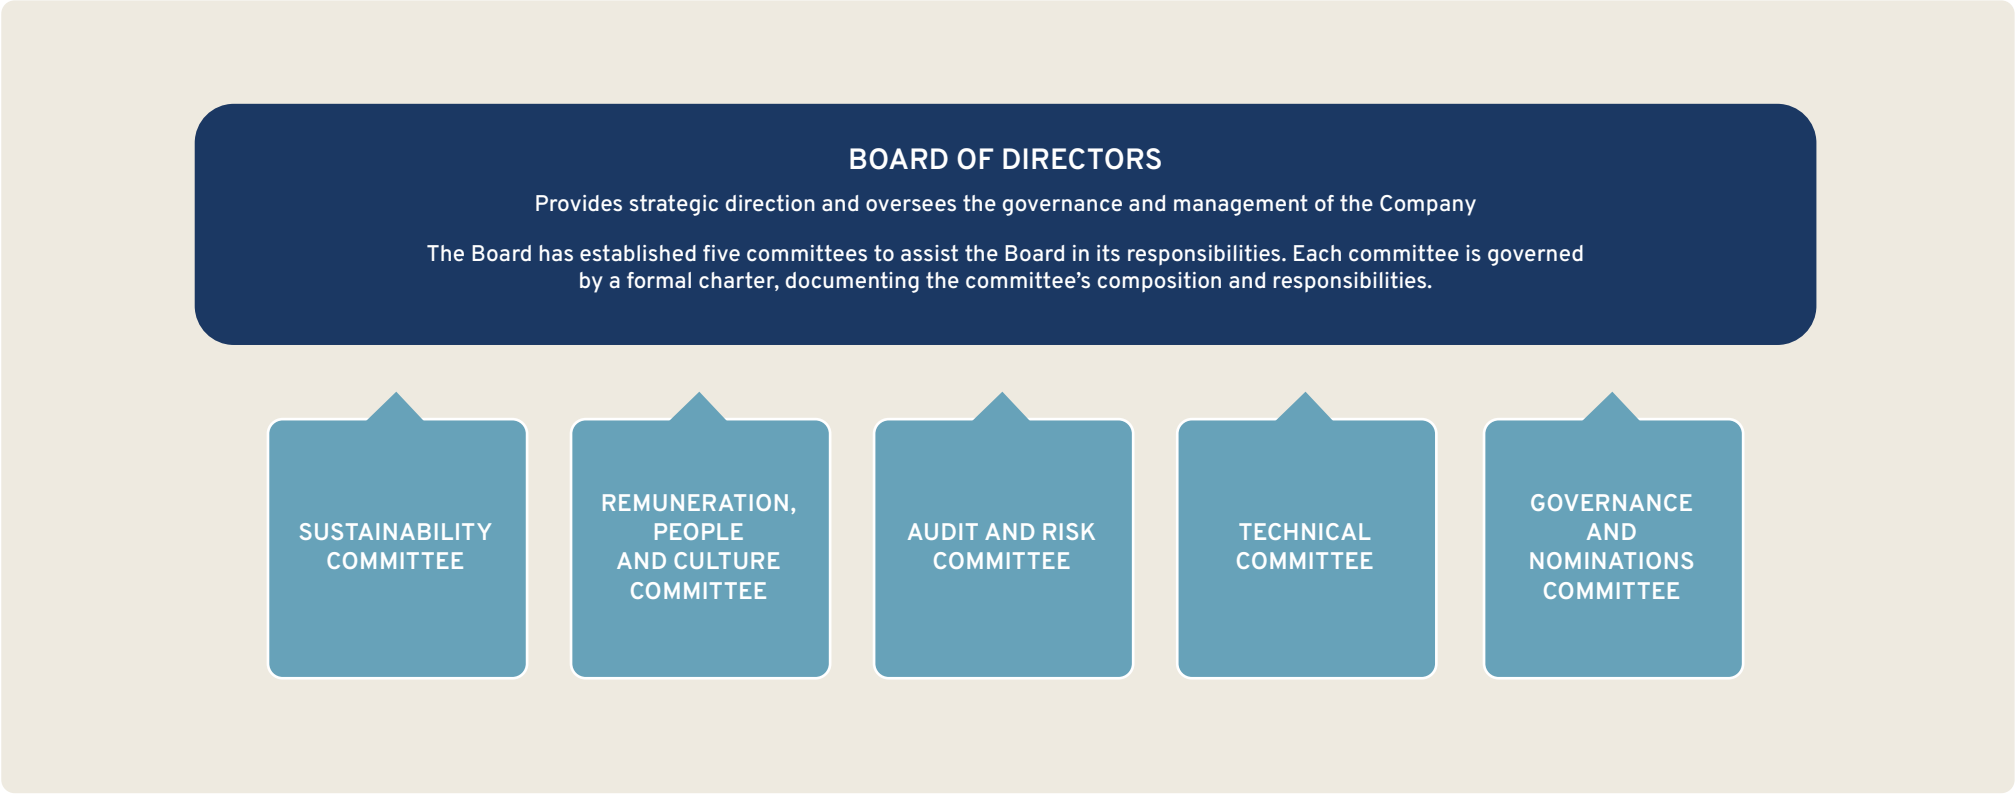 BOARD OF DIRECTORS
Provides strategic direction and oversees the governance and management of the Company
The Board has established five committees to assist the Board in its responsibilities. Each committee is governed
by a formal charter, documenting the committee’s composition and responsibilities.
SUSTAINABILITY
COMMITTEE
REMUNERATION,
PEOPLE
AND CULTURE
COMMITTEE
AUDIT AND RISK
COMMITTEE
TECHNICAL
COMMITTEE
GOVERNANCE
AND
NOMINATIONS
COMMITTEE